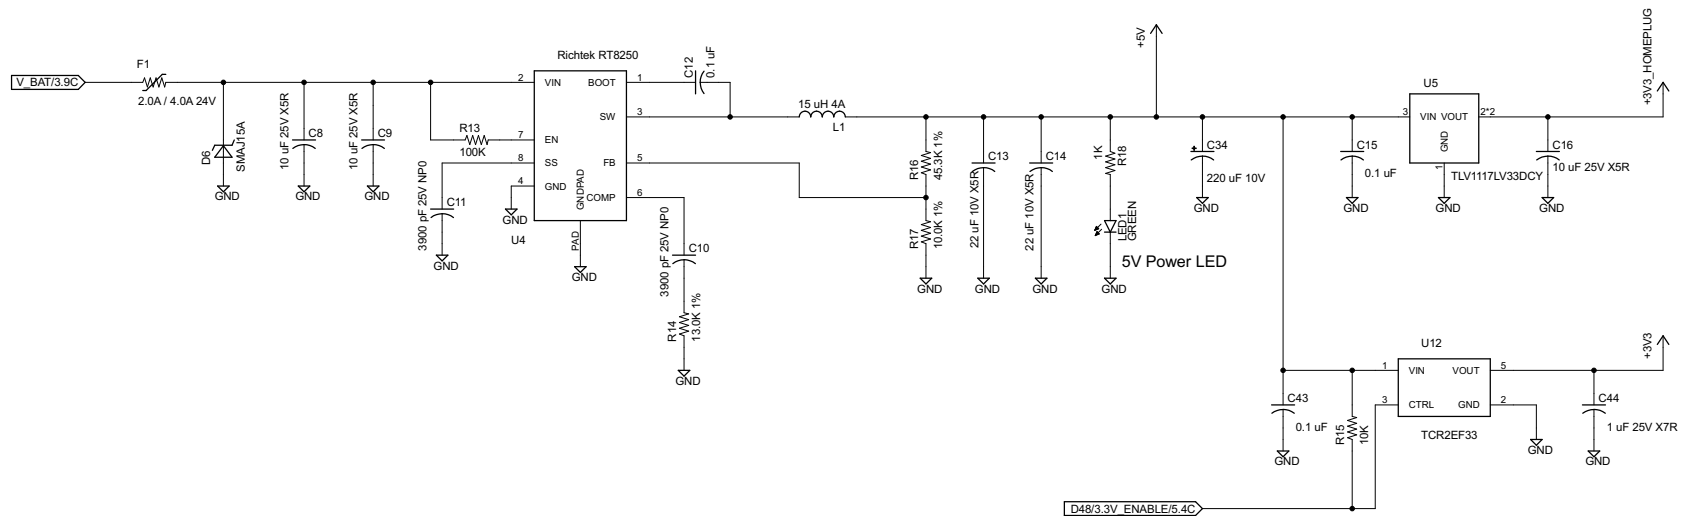 V_BAT/3.9C
F1
2.0A / 4.0A 24V
D6
SMAJ15A
GND
10 uF 25V X5R
C8
GND
10 uF 25V X5R
C9
GND
R13
100K
3900 pF 25V NP0
C11
GND
GND
Richtek RT8250
2
VIN
BOOT
1
SW
3
7
EN
8
SS
FB
5
4
GND
GNDPAD
COMP
6
U4
PAD
GND
C12
0.1 uF
3900 pF 25V NP0
C10
R14
13.0K 1%
GND
15 uH 4A
L1
R16
45.3K 1%
R17
10.0K 1%
GND
22 uF 10V X5R
C13
GND
22 uF 10V X5R
C14
GND
1K
R18
LED1
GREEN
5V Power LED
GND
+5V
C34
220 uF 10V
GND
C15
0.1 uF
GND
U5
3
VIN
VOUT
2*2
GND
1
TLV1117LV33DCY
GND
C16
10 uF 25V X5R
GND
+3V3_HOMEPLUG
C43
0.1 uF
GND
R15
10K
U12
1
VIN
VOUT
5
3
CTRL
GND
2
TCR2EF33
GND
C44
1 uF 25V X7R
GND
+3V3
D48/3.3V_ENABLE/5.4C